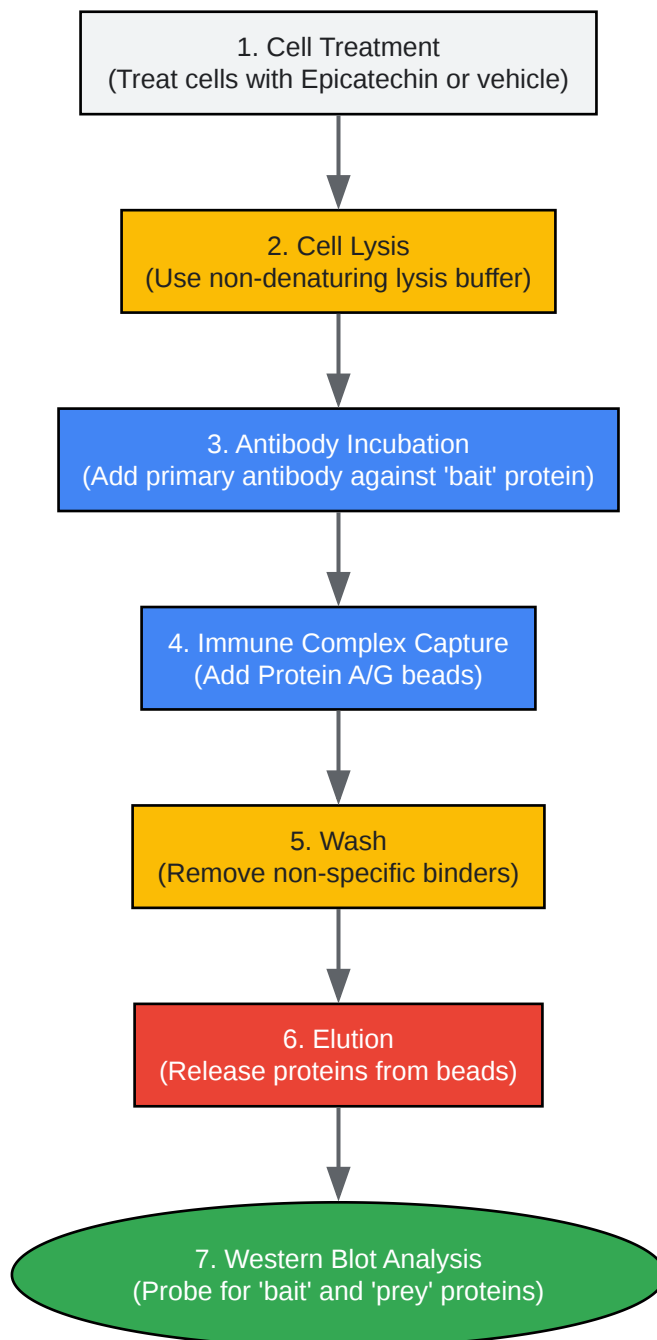 1. Cell Treatment
(Treat cells with Epicatechin or vehicle)
2. Cell Lysis
(Use non-denaturing lysis buffer)
3. Antibody Incubation
(Add primary antibody against 'bait' protein)
4. Immune Complex Capture
(Add Protein A/G beads)
5. Wash
(Remove non-specific binders)
6. Elution
(Release proteins from beads)
7. Western Blot Analysis
(Probe for 'bait' and 'prey' proteins)